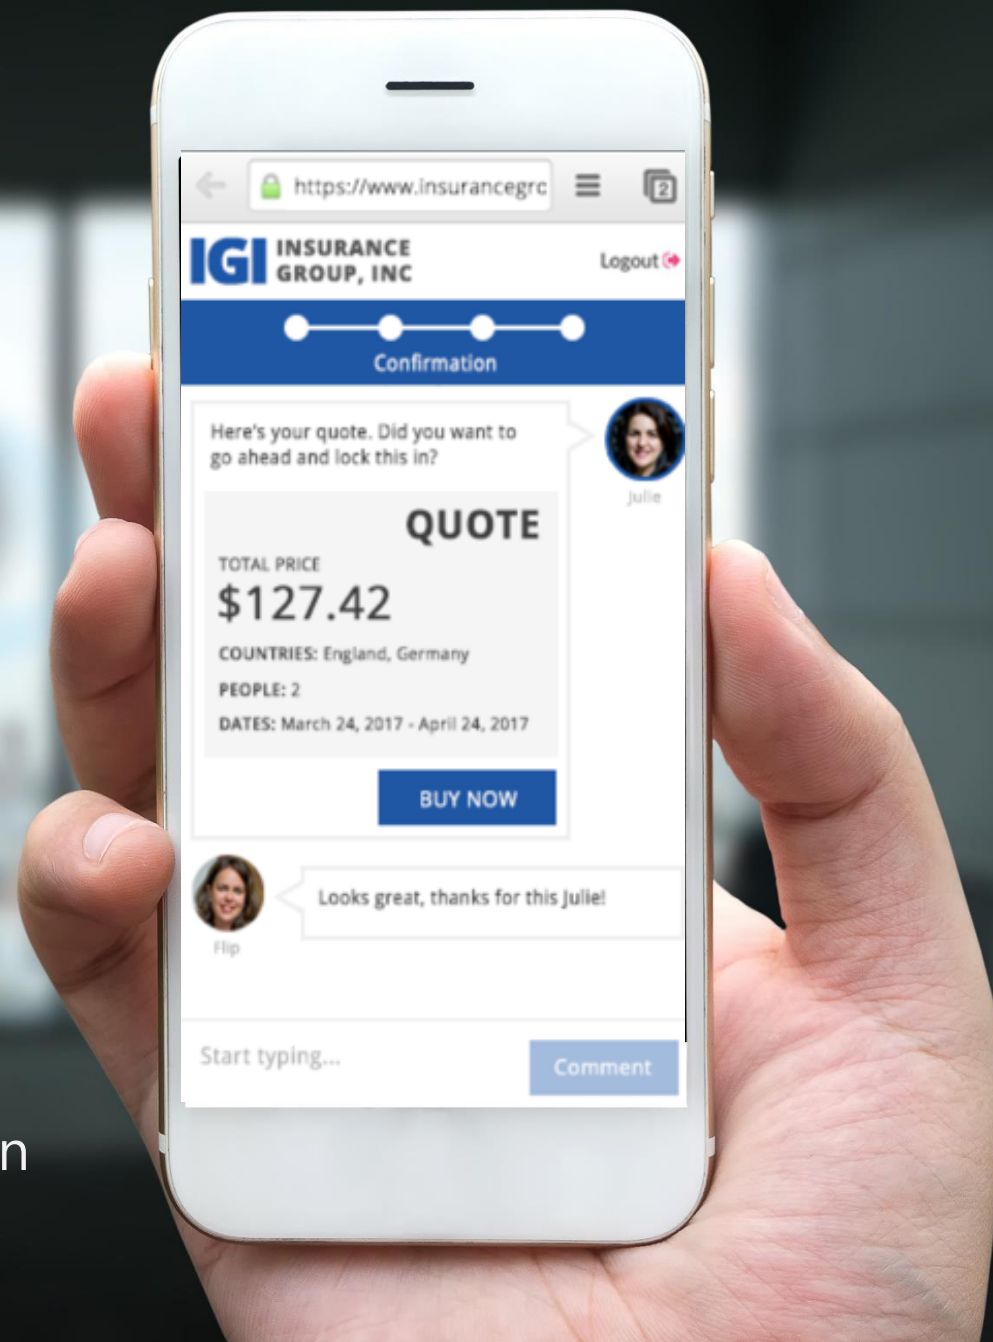 https://www.insurancegro
2
IGI INSURANCE
GROUP, INC
Logout
Confirmation
Here's your quote. Did you want to
go ahead and lock this in?
Julie
QUOTE
TOTAL PRICE
$127.42
COUNTRIES: England, Germany
PEOPLE: 2
DATES: March 24, 2017 - April 24, 2017
BUY NOW
Looks great, thanks for this Julie!
Flip
Start typing...
Comment
n